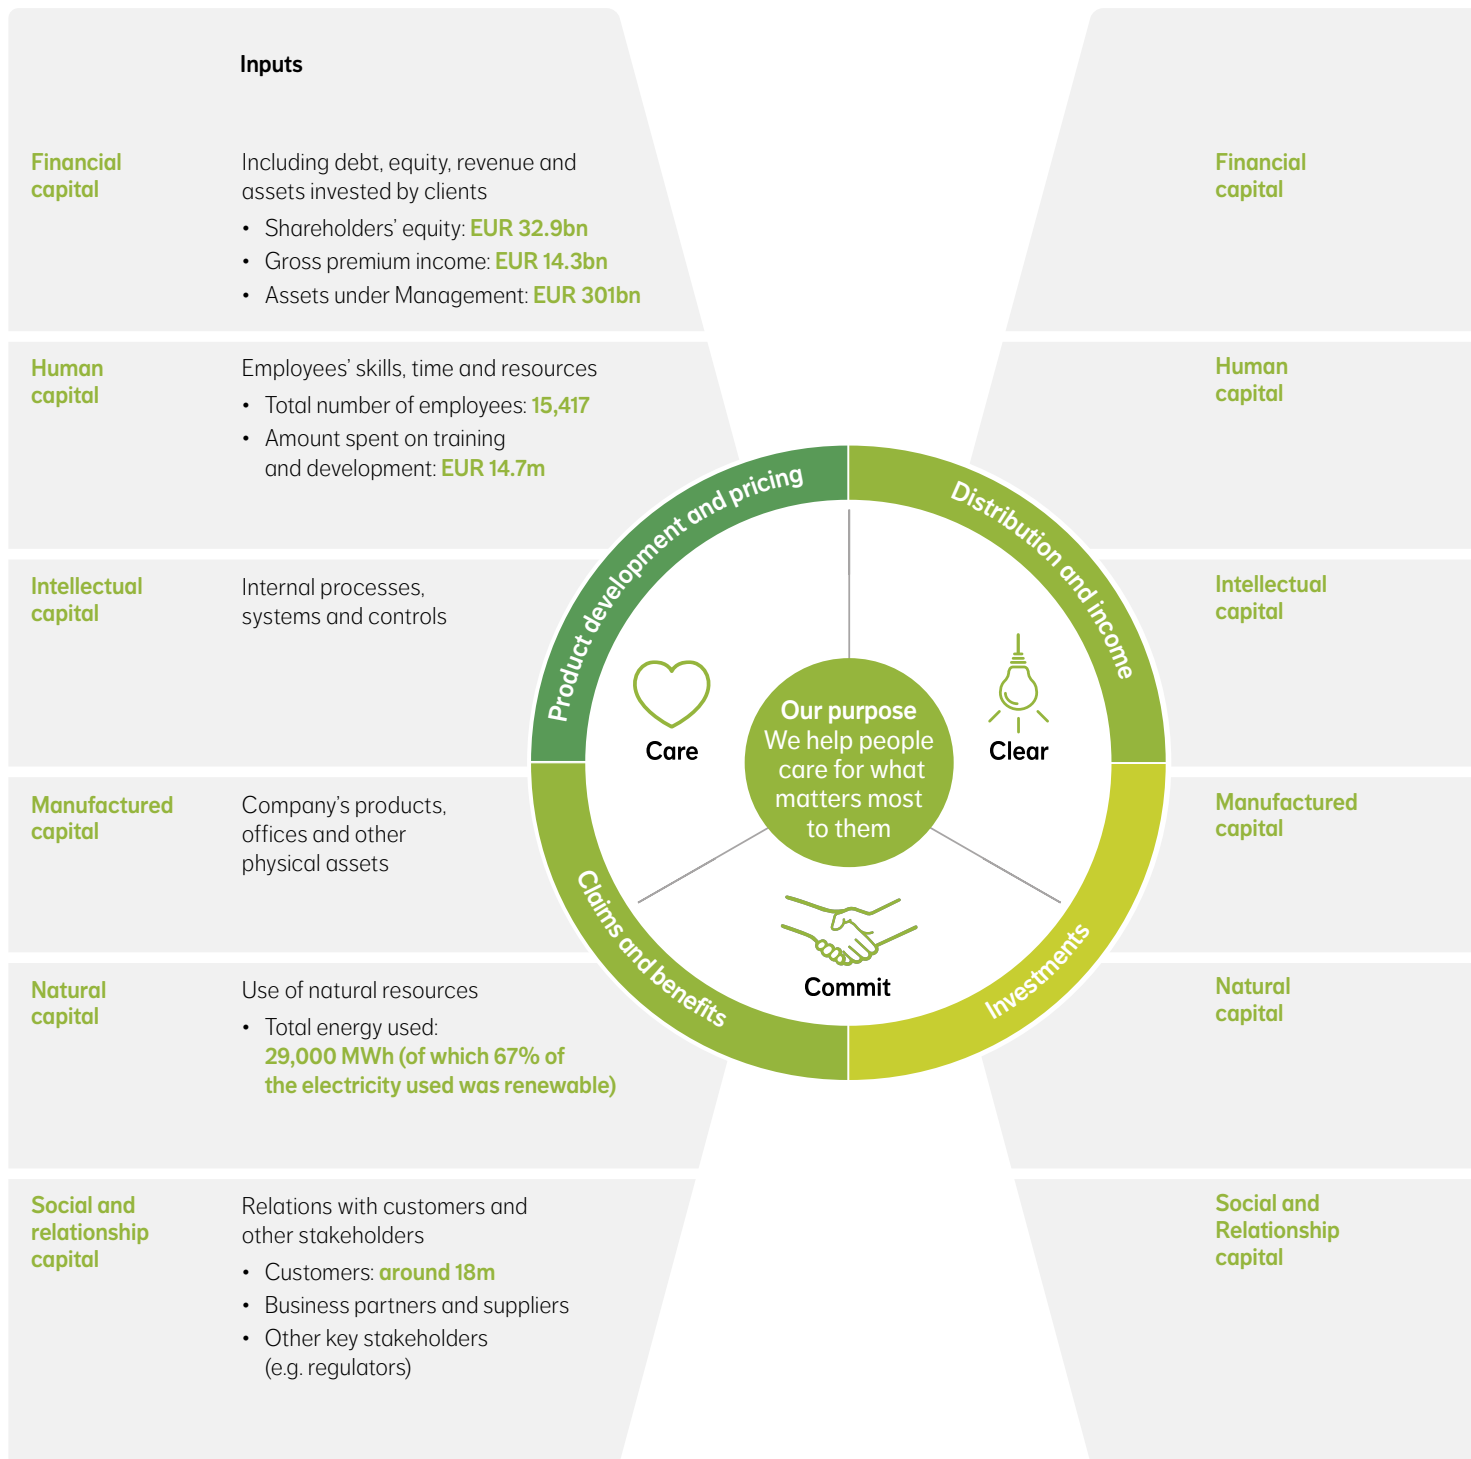 Inputs
Financial
capital
Including debt, equity, revenue and
assets invested by clients
• Shareholders’ equity: EUR 32.9bn
• Gross premium income: EUR 14.3bn
• Assets under Management: EUR 301bn
Human
capital
Employees’ skills, time and resources
• Total number of employees: 15,417
• Amount spent on training
and development: EUR 14.7m
Intellectual
capital
Internal processes,
systems and controls
Manufactured
capital
Company’s products,
offices and other
physical assets
Natural
capital
Use of natural resources
• Total energy used:
29,000 MWh (of which 67% of
the electricity used was renewable)
Social and
relationship
capital
Relations with customers and
other stakeholders
• Customers: around 18m
• Business partners and suppliers
• Other key stakeholders
(e.g. regulators)
Product development and pricing
Distribution and income
Claims and benefits
Investments
Care
Clear
Commit
Our purpose
We help people
care for what
matters most
to them
Financial
capital
Human
capital
Intellectual
capital
Manufactured
capital
Natural
capital
Social and
Relationship
capital